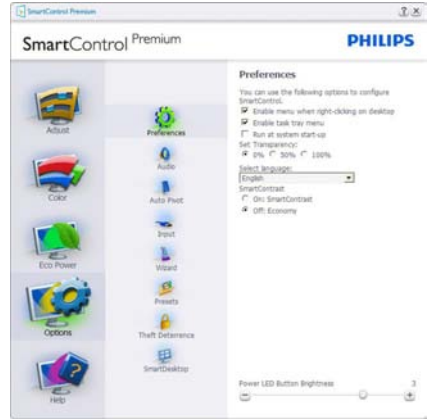 SmartControl Premium
SmartControl Premium
PHILIPS
Adjust
Color
Eco Power
Options
Help
Preferences
Audio
Auto Pivot
Input
Wizard
Presets
Theft Deterrence
SmartDesktop
Preferences
You can use the following options to configure
SmartControl.
Enable menu when right-clicking on desktop
Enable task tray menu
Run at system start-up
Set Transparency:
0% 50% 100%
Select language:
English
SmartContrast
On: SmartContrast
Off: Economy
Power LED Button Brightness 3